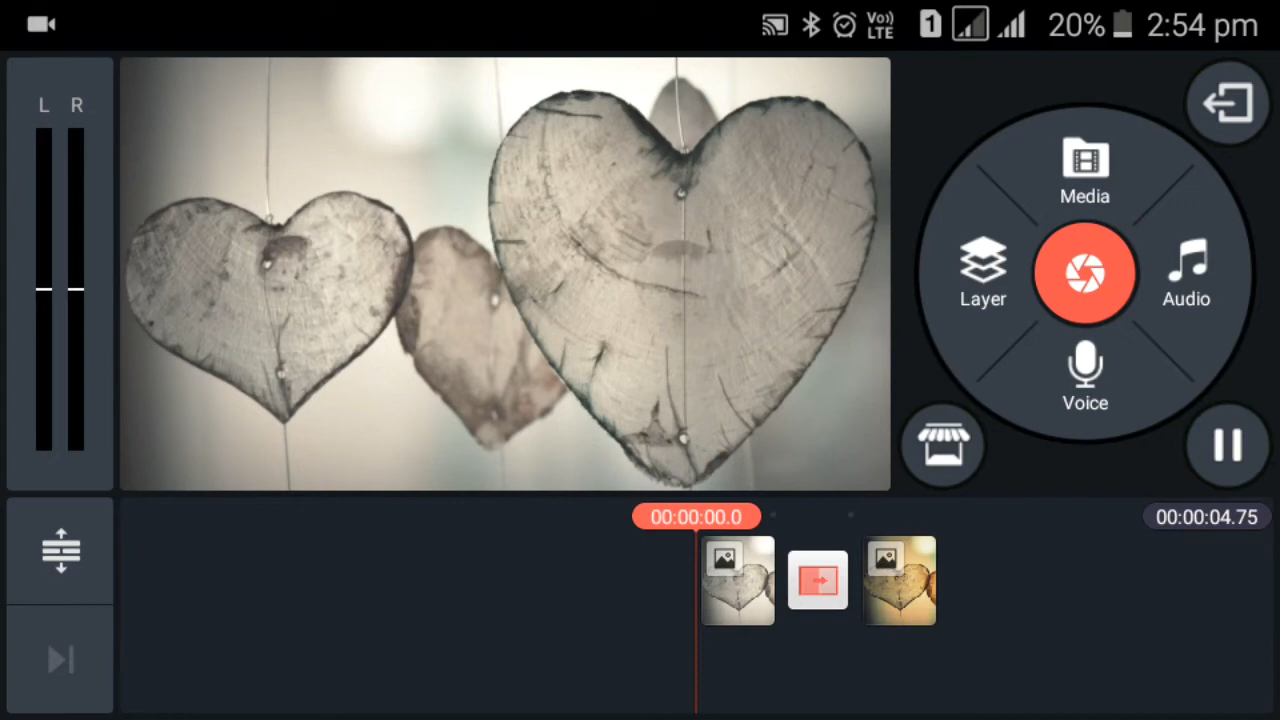 Vo)) LTE 1 20% 2:54 pm
L R
Media
Layer
Audio
Voice
00:00:00.0
00:00:04.75